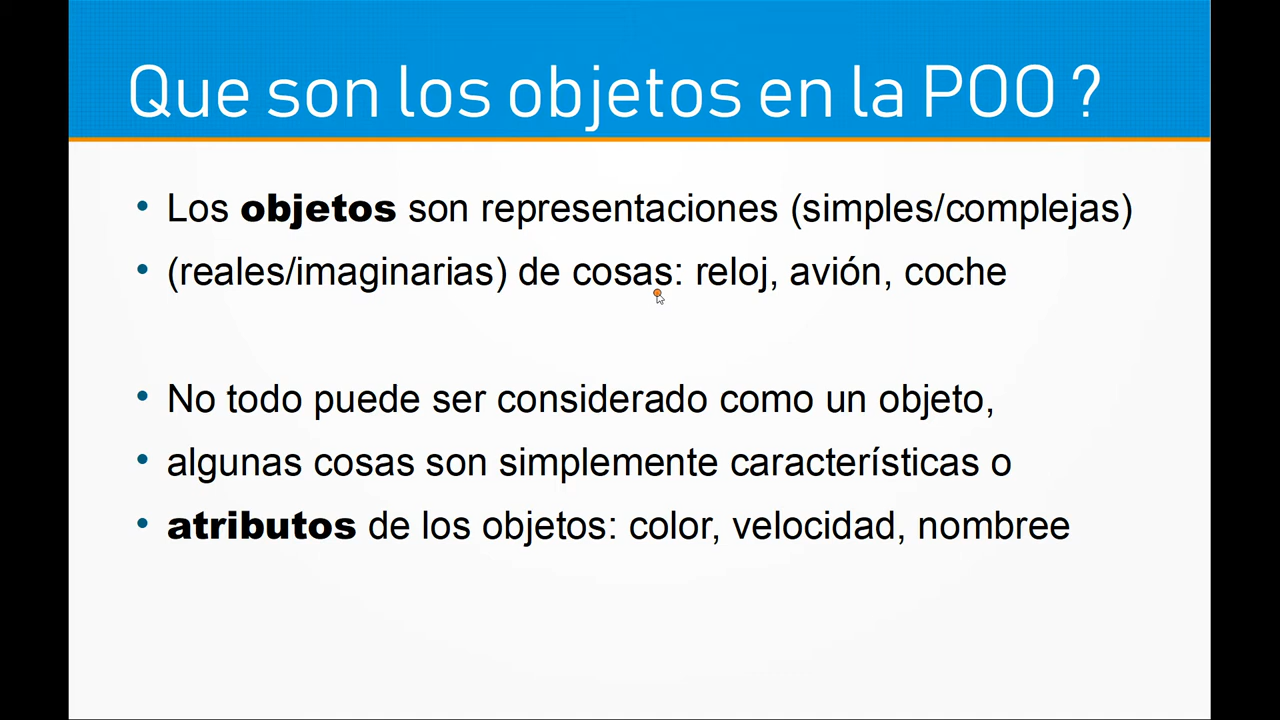 Que son los objetos en la POO ?
• Los objetos son representaciones (simples/complejas)
• (reales/imaginarias) de cosas: reloj, avión, coche
• No todo puede ser considerado como un objeto,
• algunas cosas son simplemente características o
• atributos de los objetos: color, velocidad, nombree